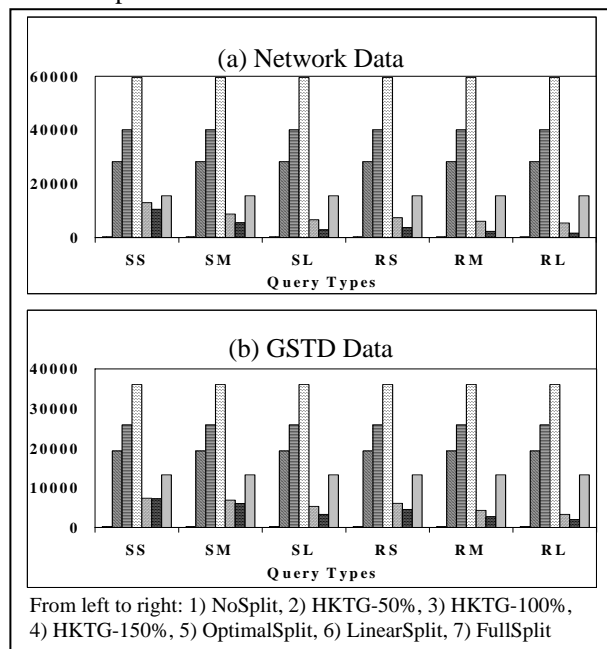 (a) Network Data
60000
40000
20000
0
SS SM SL RS RM RL
Query Types
(b) GSTD Data
40000
30000
20000
10000
0
SS SM SL RS RM RL
Query Types
From left to right: 1) NoSplit, 2) HKTG-50%, 3) HKTG-100%,
4) HKTG-150%, 5) OptimalSplit, 6) LinearSplit, 7) FullSplit